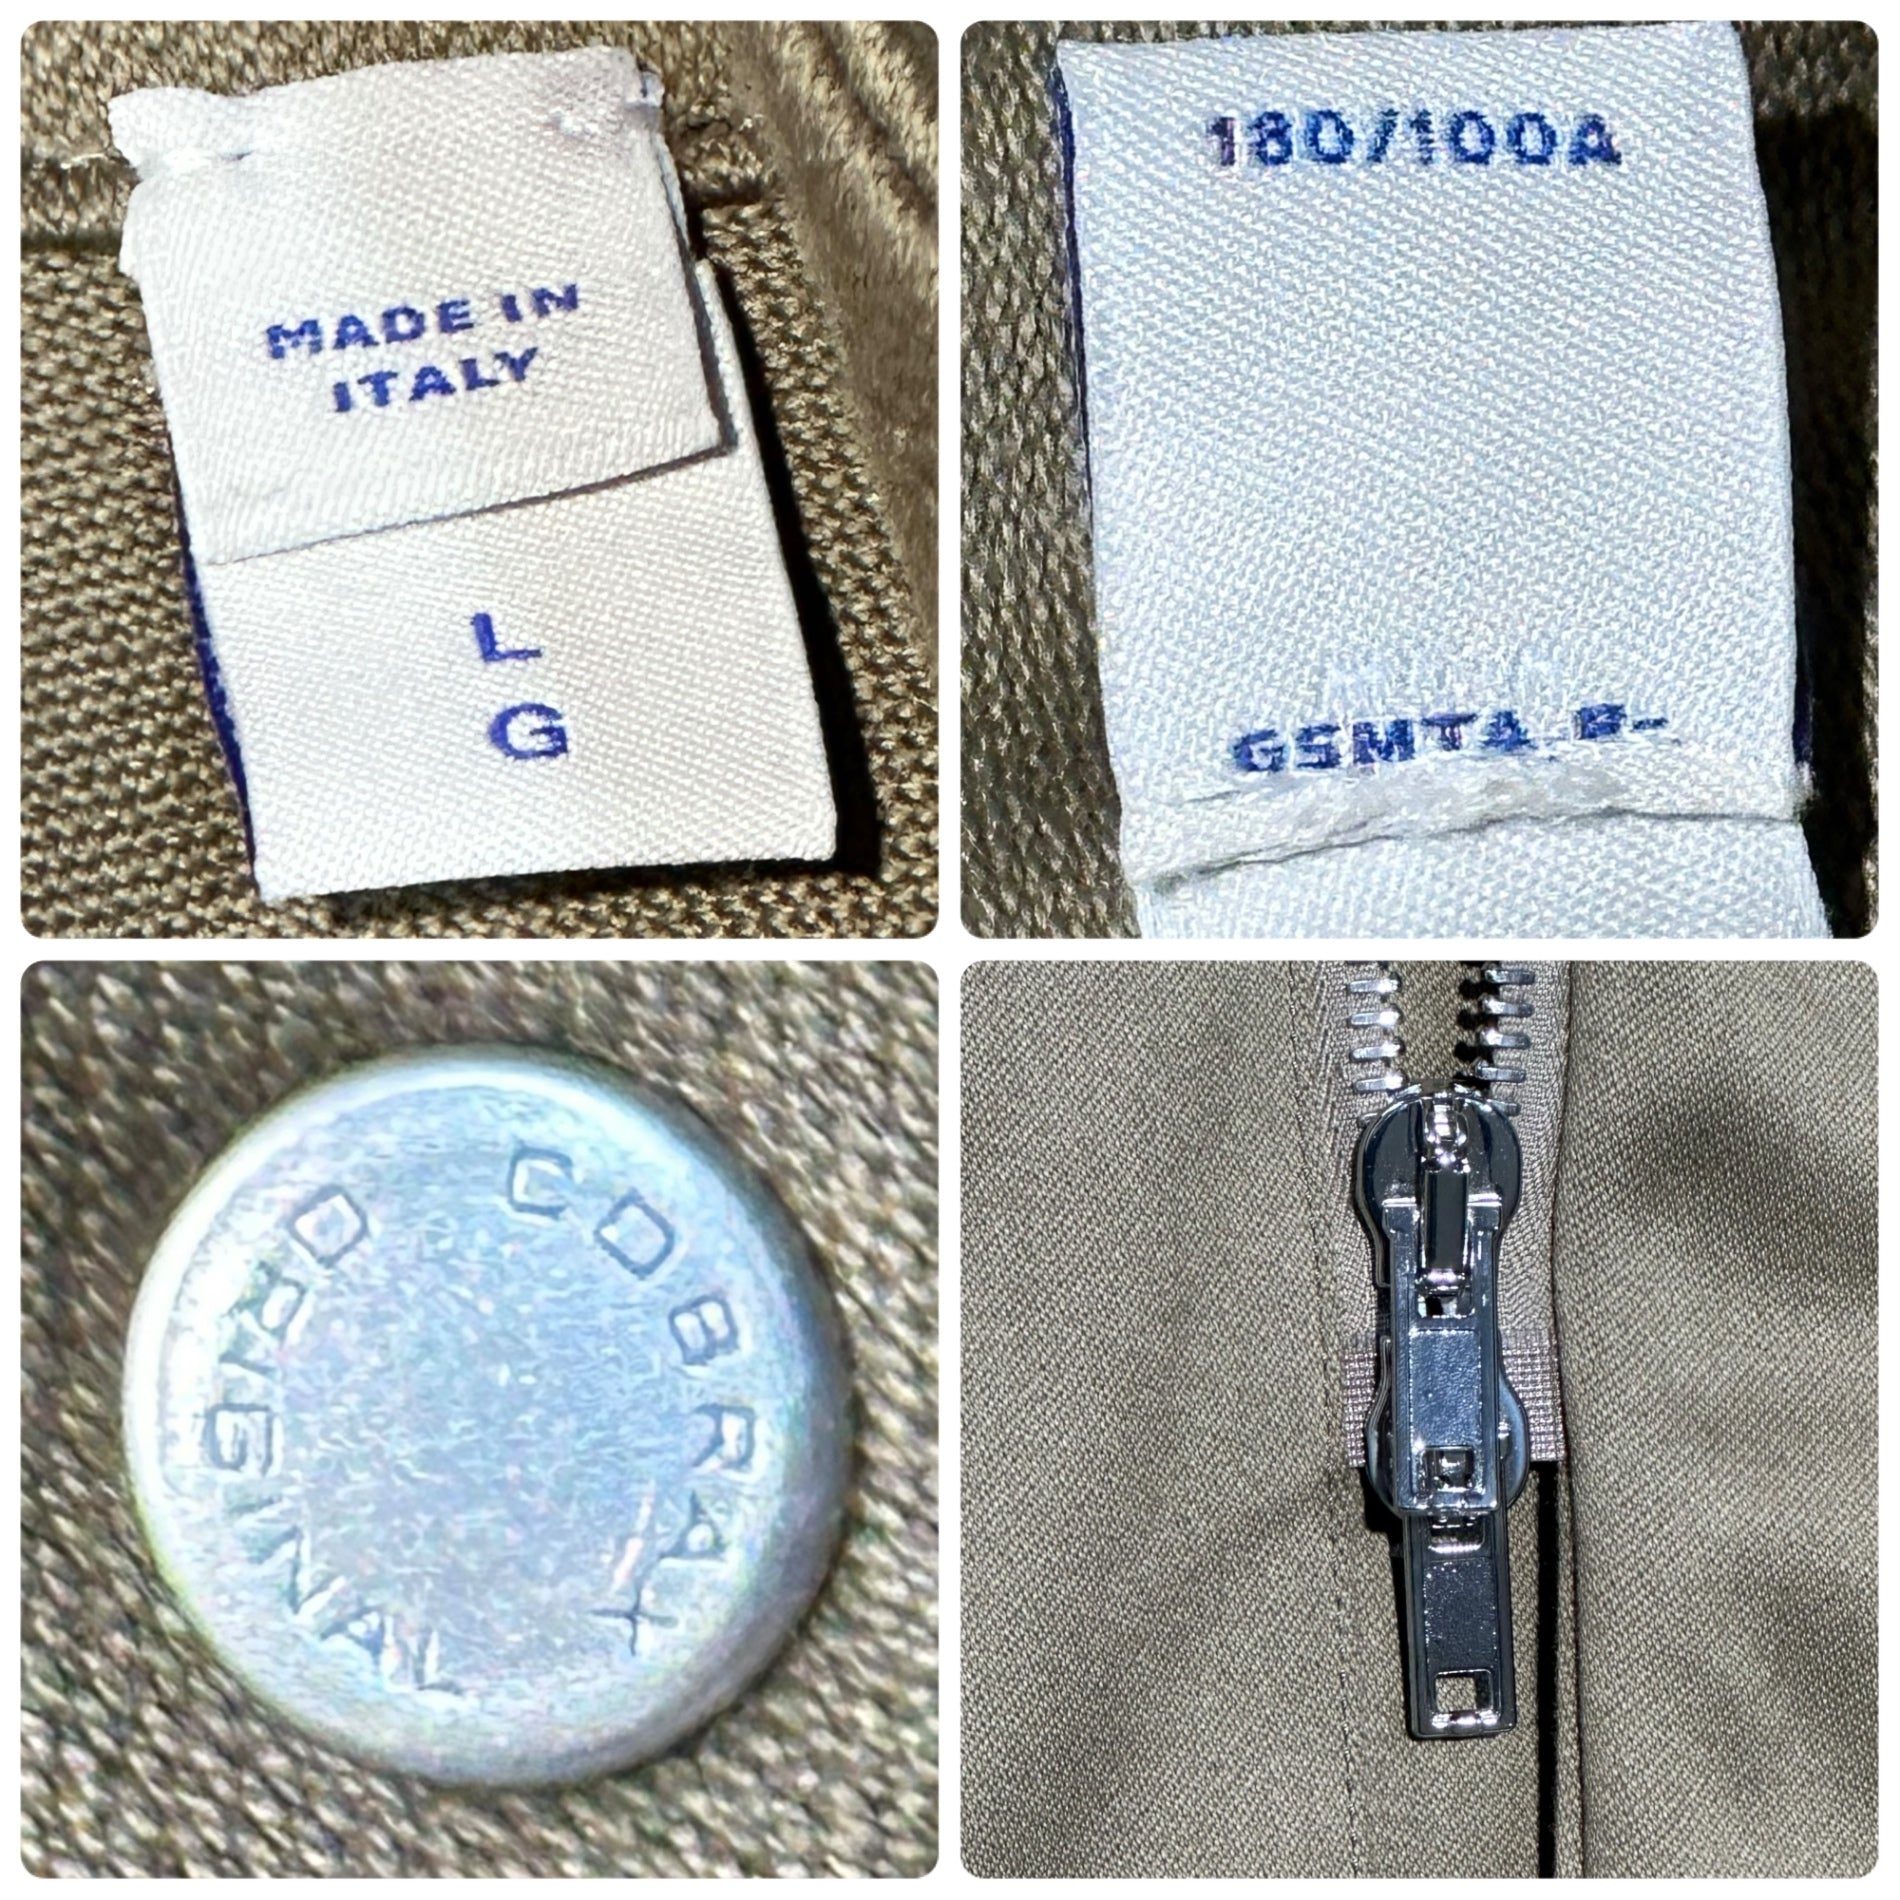 MADE IN
ITALY
L
G
180/100A
GSMTA-B-
COBRAX
ORIGINAL